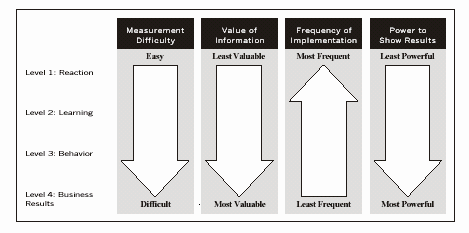 Measurement
Difficulty
Value of
Information
Frequency of
Implementation
Power to
Show Results
Easy
Least Valuable
Most Frequent
Least Powerful
Level 1: Reaction
Level 2: Learning
Level 3: Behavior
Level 4: Business
Results
Difficult
Most Valuable
Least Frequent
Most Powerful